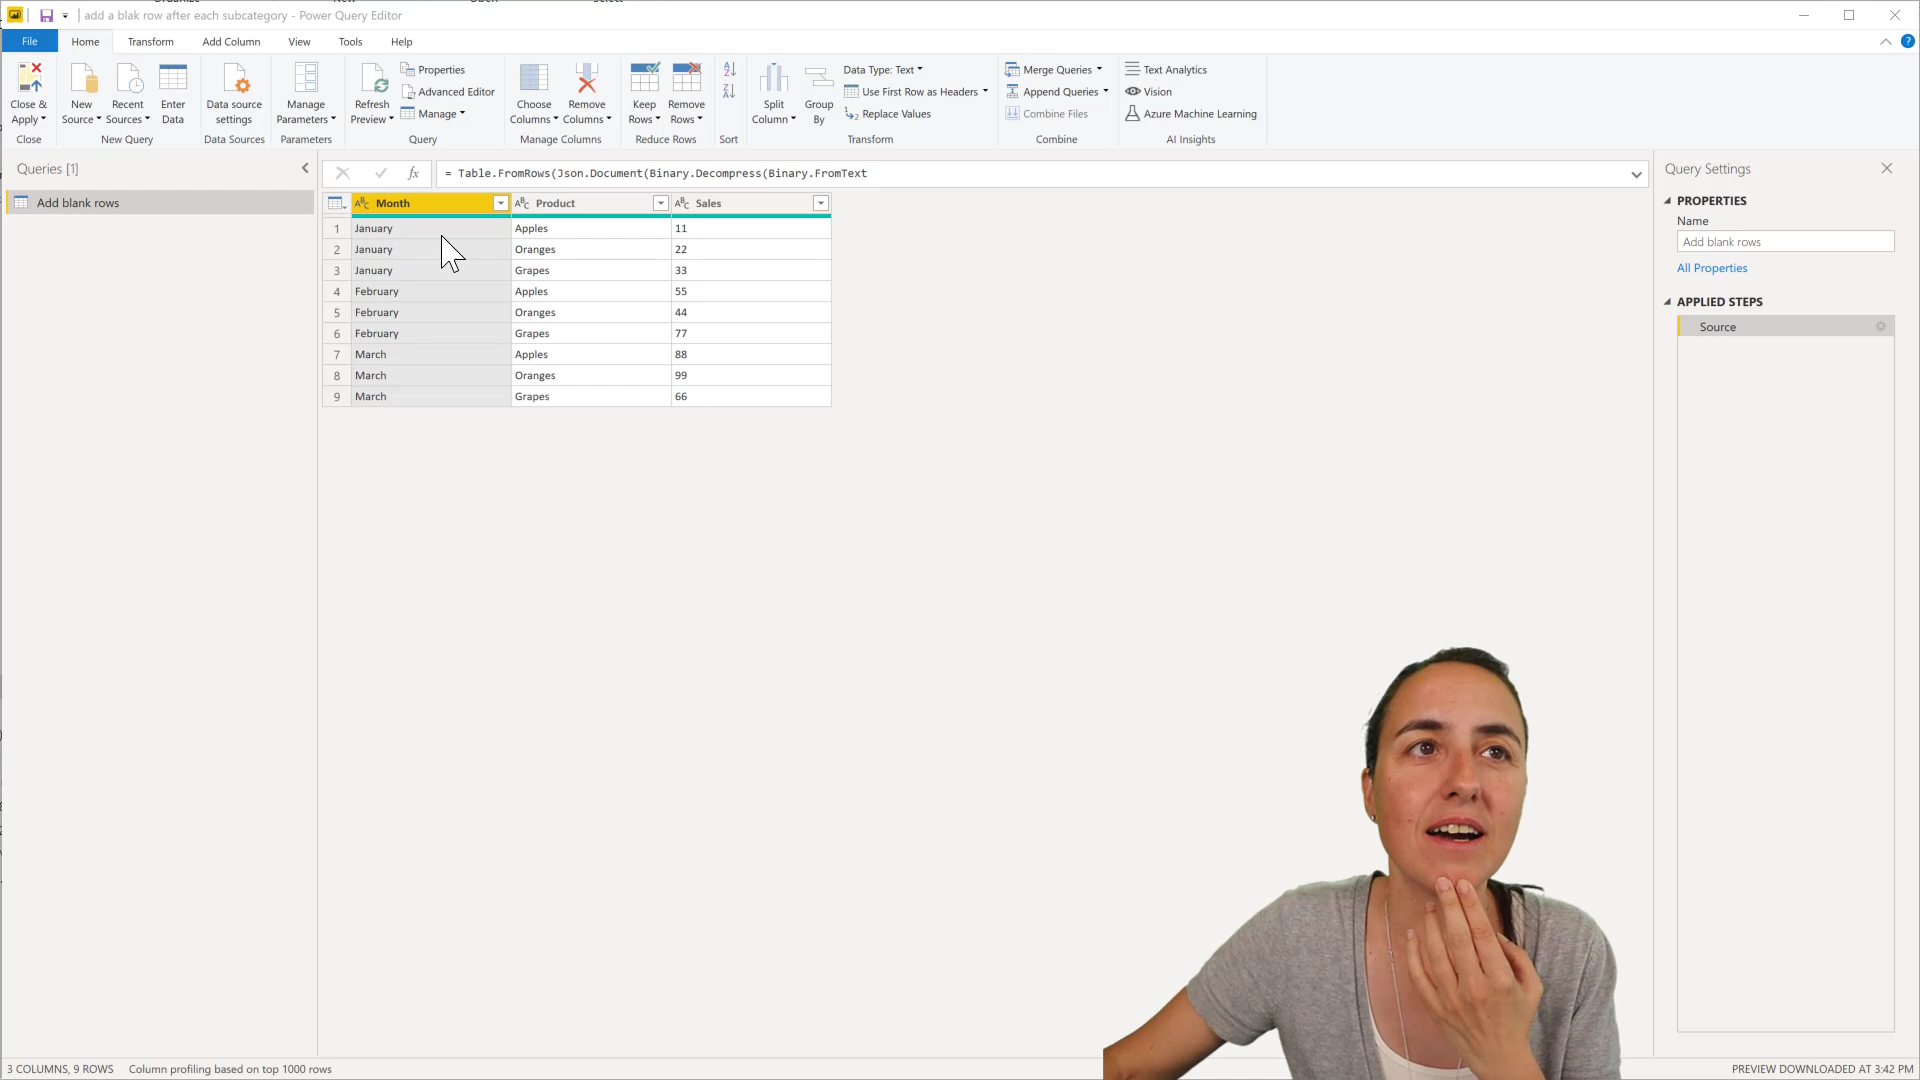 add a blak row after each subcategory - Power Query Editor
File Home Transform Add Column View Tools Help
Close & Apply
Close
New Source
Recent Sources
Enter Data
New Query
Data source settings
Data Sources
Manage Parameters
Parameters
Refresh Preview
Properties
Advanced Editor
Manage
Query
Choose Columns
Remove Columns
Manage Columns
Keep Rows
Remove Rows
Reduce Rows
Sort
Split Column
Group By
Data Type: Text
Use First Row as Headers
Replace Values
Transform
Merge Queries
Append Queries
Combine Files
Combine
Text Analytics
Vision
Azure Machine Learning
AI Insights
Queries [1]
Add blank rows
fx
= Table.FromRows(Json.Document(Binary.Decompress(Binary.FromText
Month Product Sales
1 January Apples 11
2 January Oranges 22
3 January Grapes 33
4 February Apples 55
5 February Oranges 44
6 February Grapes 77
7 March Apples 88
8 March Oranges 99
9 March Grapes 66
Query Settings
PROPERTIES
Name
Add blank rows
All Properties
APPLIED STEPS
Source
3 COLUMNS, 9 ROWS Column profiling based on top 1000 rows
PREVIEW DOWNLOADED AT 3:42 PM